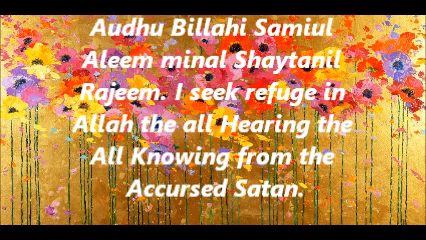 Audhu Billahi Samiul
Aleem minal Shaytanil
Rajeem. I seek refuge in
Allah the all Hearing the
All Knowing from the
Accursed Satan.